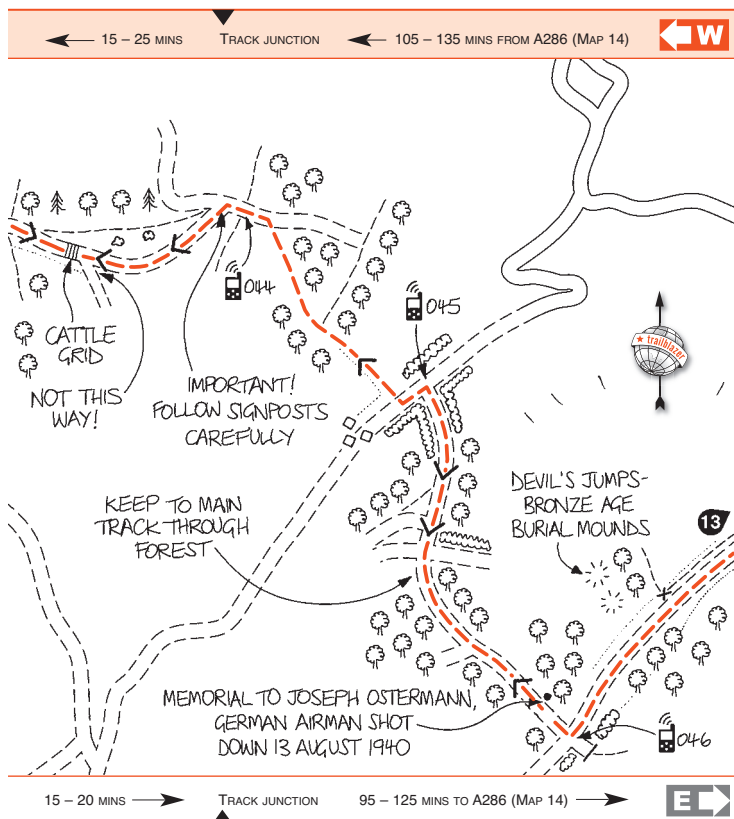 15 – 25 MINS TRACK JUNCTION 105 – 135 MINS FROM A286 (MAP 14) W
044
045
CATTLE
GRID
NOT THIS
WAY!
IMPORTANT!
FOLLOW SIGNPOSTS
CAREFULLY
★ trailblazer
KEEP TO MAIN
TRACK THROUGH
FOREST
DEVIL'S JUMPS-
BRONZE AGE
BURIAL MOUNDS
13
MEMORIAL TO JOSEPH OSTERMANN,
GERMAN AIRMAN SHOT
DOWN 13 AUGUST 1940
046
15 – 20 MINS TRACK JUNCTION 95 – 125 MINS TO A286 (MAP 14) E